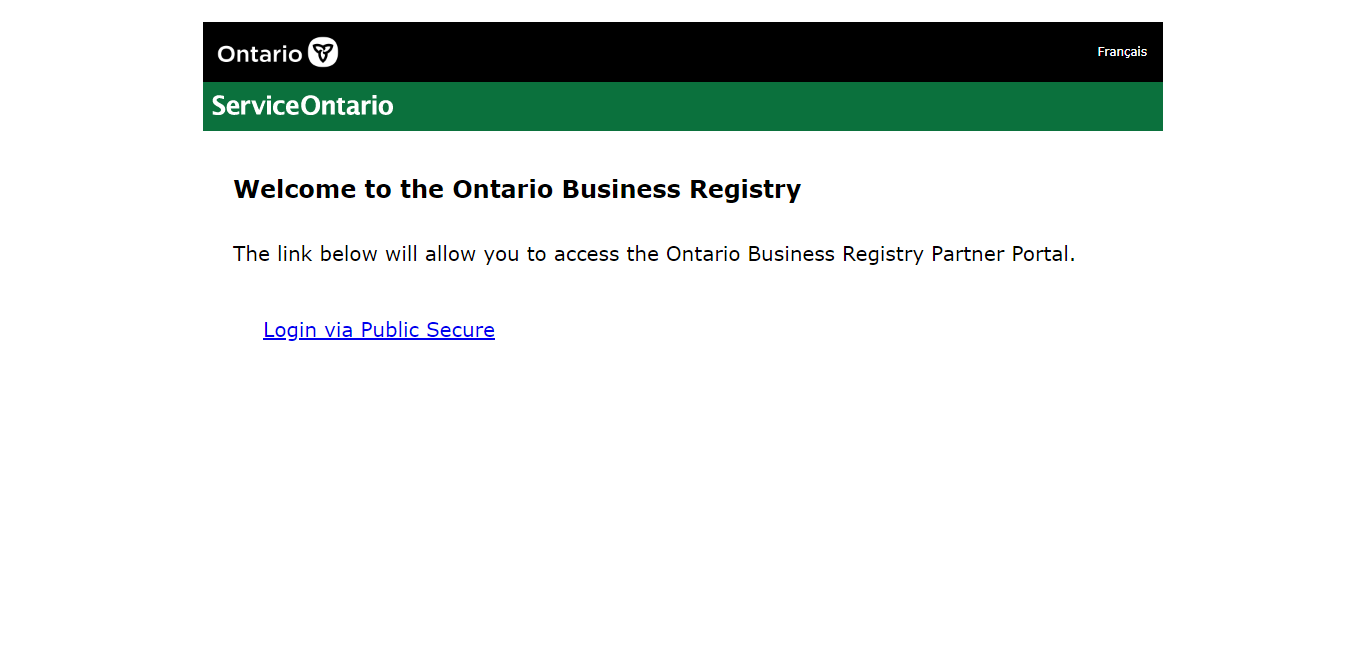 Ontario
Français
ServiceOntario
Welcome to the Ontario Business Registry
The link below will allow you to access the Ontario Business Registry Partner Portal.
Login via Public Secure